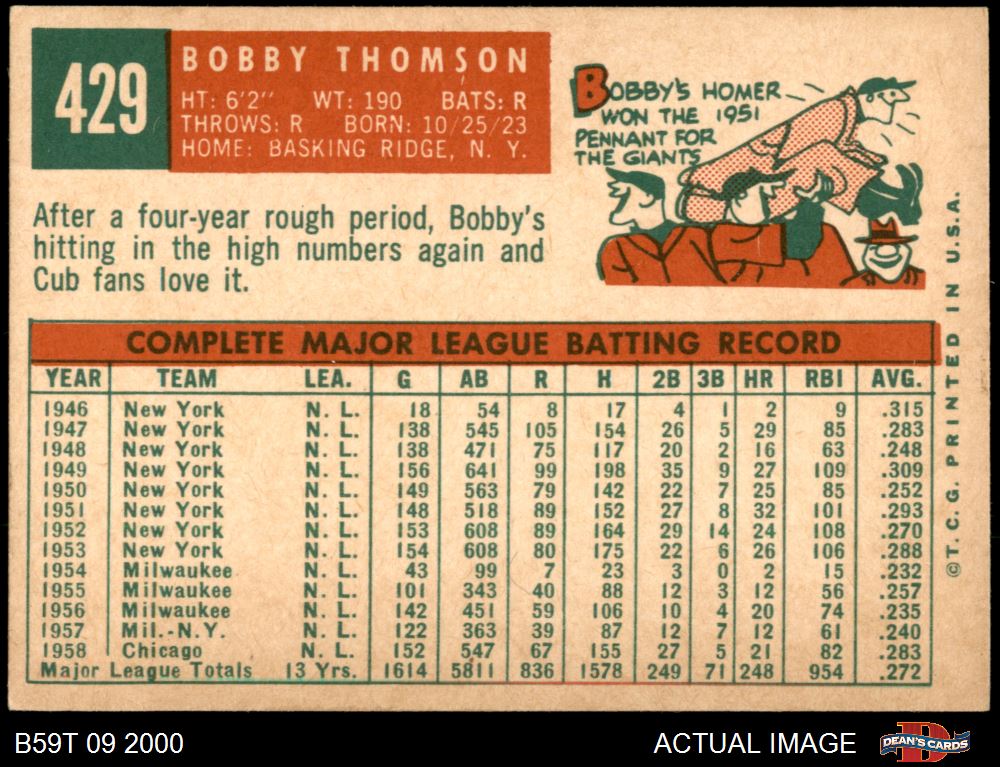 429
BOBBY THOMSON
HT: 6'2" WT: 190 BATS: R
THROWS: R BORN: 10/25/23
HOME: BASKING RIDGE, N. Y.
BOBBY'S HOMER
WON THE 1951
PENNANT FOR
THE GIANTS
After a four-year rough period, Bobby's
hitting in the high numbers again and
Cub fans love it.
COMPLETE MAJOR LEAGUE BATTING RECORD
YEAR TEAM LEA. G AB R H 2B 3B HR RBI AVG.
1946 New York N. L. 18 54 8 17 4 1 2 9 .315
1947 New York N. L. 138 545 105 154 26 5 29 85 .283
1948 New York N. L. 138 471 75 117 20 2 16 63 .248
1949 New York N. L. 156 641 99 198 35 9 27 109 .309
1950 New York N. L. 149 563 79 142 22 7 25 85 .252
1951 New York N. L. 148 518 89 152 27 8 32 101 .293
1952 New York N. L. 153 608 89 164 29 14 24 108 .270
1953 New York N. L. 154 608 80 175 22 6 26 106 .288
1954 Milwaukee N. L. 43 99 7 23 3 0 2 15 .232
1955 Milwaukee N. L. 101 343 40 88 12 3 12 56 .257
1956 Milwaukee N. L. 142 451 59 106 10 4 20 74 .235
1957 Mil.-N.Y. N. L. 122 363 39 87 12 7 12 61 .240
1958 Chicago N. L. 152 547 67 155 27 5 21 82 .283
Major League Totals 13 Yrs. 1614 5811 836 1578 249 71 248 954 .272
©T. C. G. PRINTED IN U.S.A.
B59T 09 2000
ACTUAL IMAGE
D
DEAN'S CARDS